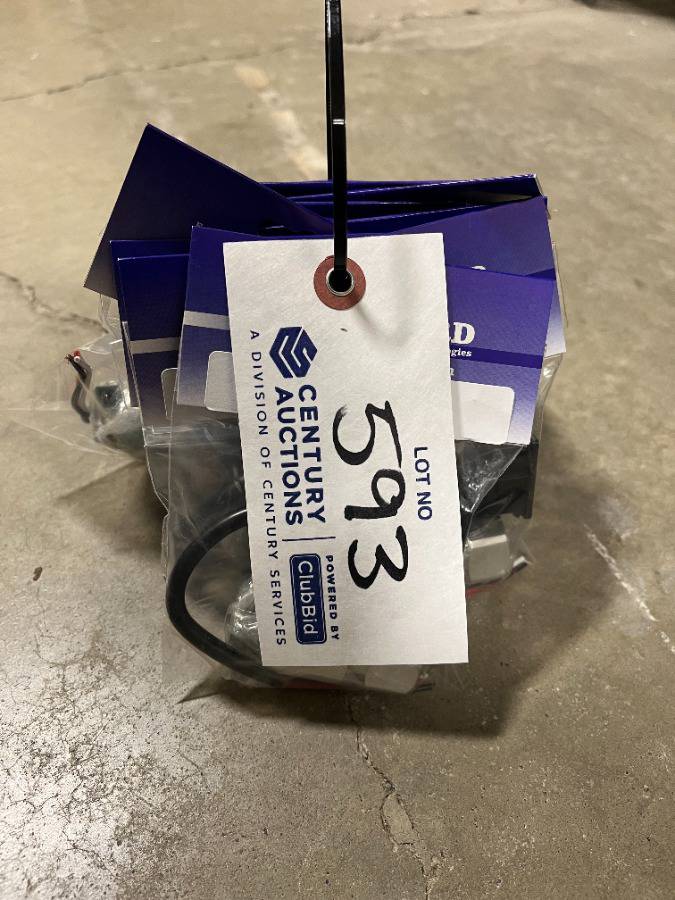 LOT NO
593
CENTURY
AUCTIONS
A DIVISION OF CENTURY SERVICES
POWERED BY
ClubBid